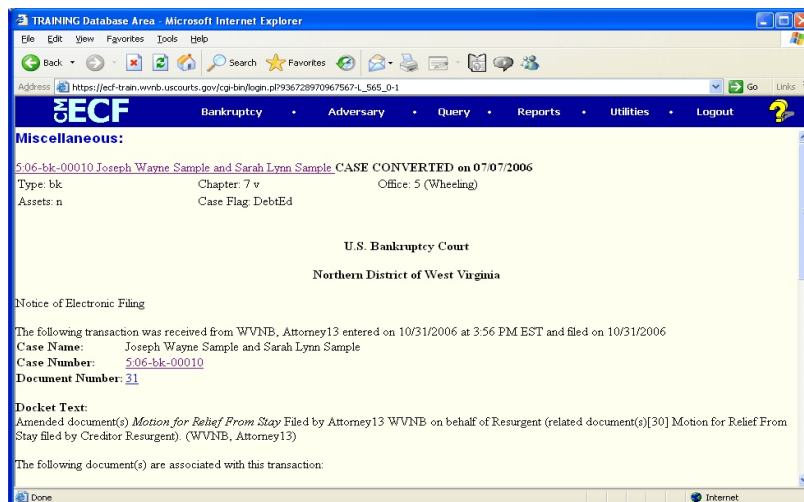 TRAINING Database Area - Microsoft Internet Explorer
File Edit View Favorites Tools Help
Back Search Favorites
Address https://ecf-train.wvnb.uscourts.gov/cgi-bin/login.pl?936728970967567-L_565_0-1 Go Links
CM ECF Bankruptcy • Adversary • Query • Reports • Utilities • Logout ?
Miscellaneous:
5:06-bk-00010 Joseph Wayne Sample and Sarah Lynn Sample CASE CONVERTED on 07/07/2006
Type: bk Chapter: 7 v Office: 5 (Wheeling)
Assets: n Case Flag: DebtEd
U.S. Bankruptcy Court
Northern District of West Virginia
Notice of Electronic Filing
The following transaction was received from WVNB, Attorney13 entered on 10/31/2006 at 3:56 PM EST and filed on 10/31/2006
Case Name: Joseph Wayne Sample and Sarah Lynn Sample
Case Number: 5:06-bk-00010
Document Number: 31
Docket Text:
Amended document(s) Motion for Relief From Stay Filed by Attorney13 WVNB on behalf of Resurgent (related document(s)[30] Motion for Relief From
Stay filed by Creditor Resurgent). (WVNB, Attorney13)
The following document(s) are associated with this transaction:
Done Internet